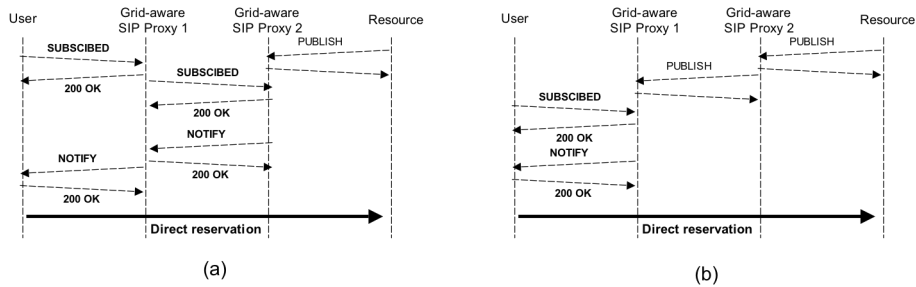 User
Grid-aware
SIP Proxy 1
Grid-aware
SIP Proxy 2
Resource
SUBSCIBED
PUBLISH
200 OK
SUBSCIBED
200 OK
NOTIFY
NOTIFY
200 OK
200 OK
Direct reservation
(a)
User
Grid-aware
SIP Proxy 1
Grid-aware
SIP Proxy 2
Resource
PUBLISH
PUBLISH
SUBSCIBED
200 OK
NOTIFY
200 OK
Direct reservation
(b)